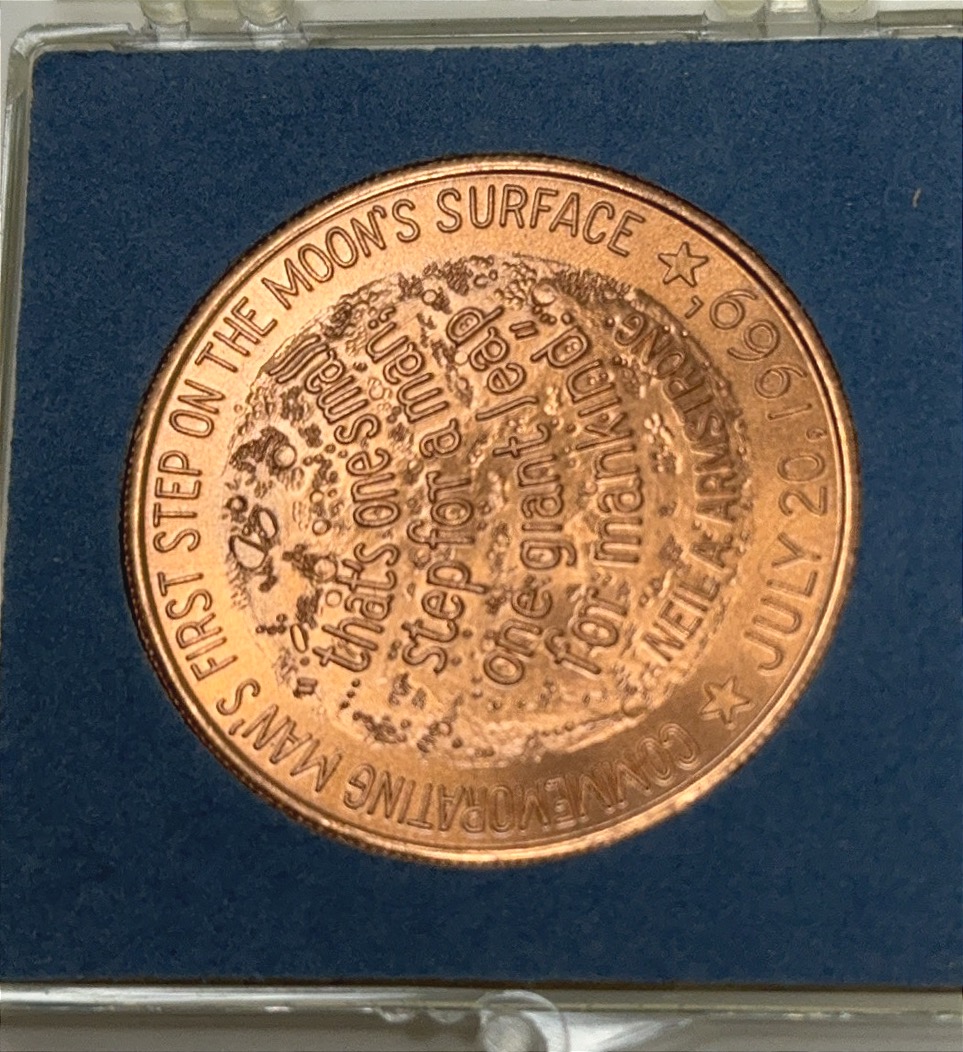 COMMEMORATING MAN'S FIRST STEP ON THE MOON'S SURFACE ★
JULY 20, 1969, ★
"that's one small
step for a man,
one giant leap
for mankind."
NEIL A. ARMSTRONG